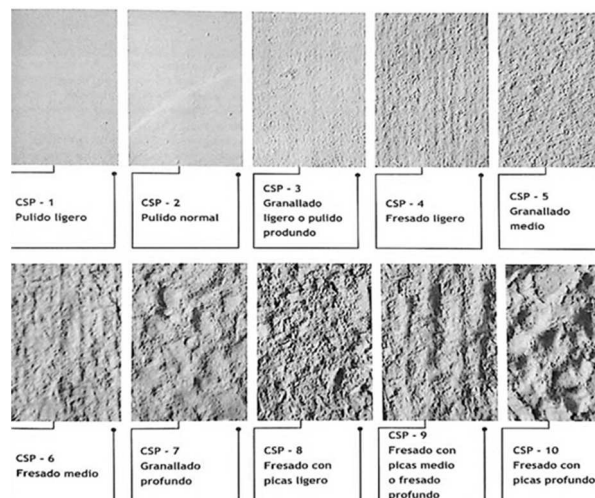 CSP - 1
Pulido ligero
CSP - 2
Pulido normal
CSP - 3
Granallado
ligero o pulido
produndo
CSP - 4
Fresado ligero
CSP - 5
Granallado
medio
CSP - 6
Fresado medio
CSP - 7
Granallado
profundo
CSP - 8
Fresado con
picas ligero
CSP - 9
Fresado con
picas medio
o fresado
profundo
CSP - 10
Fresado con
picas profundo